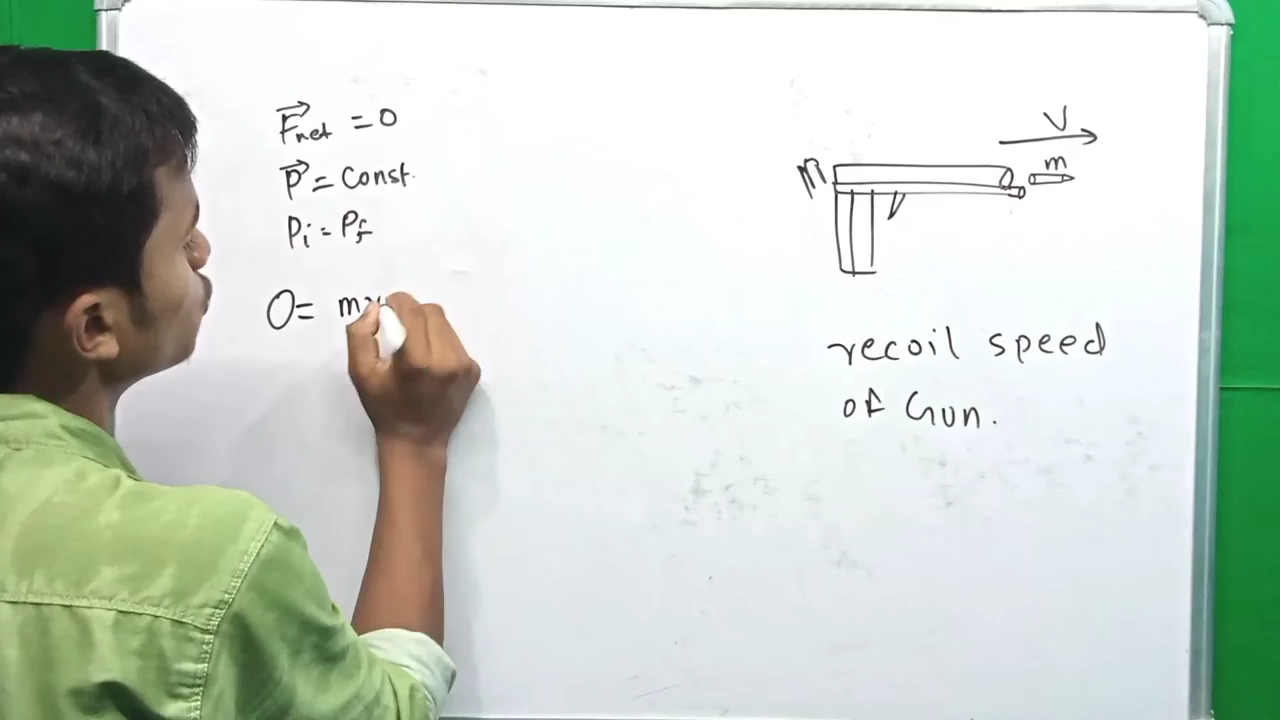 F⃗net = 0
P⃗ = Const.
Pi = Pf
0 = m
V
M
m
recoil speed
of Gun.